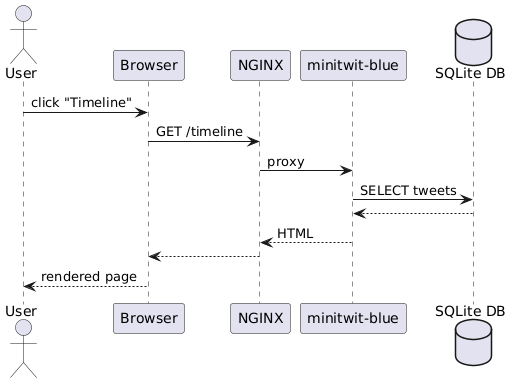 User
Browser
NGINX
minitwit-blue
SQLite DB
click "Timeline"
GET /timeline
proxy
SELECT tweets
HTML
rendered page
User
Browser
NGINX
minitwit-blue
SQLite DB